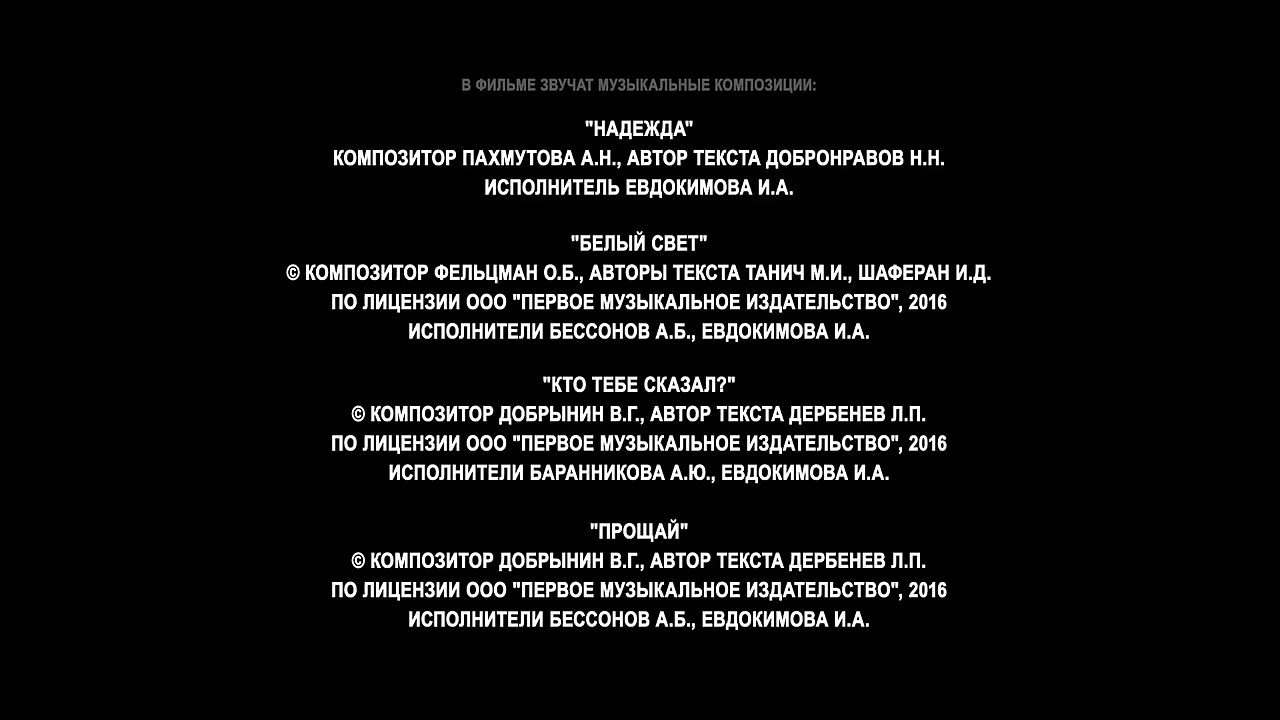 В ФИЛЬМЕ ЗВУЧАТ МУЗЫКАЛЬНЫЕ КОМПОЗИЦИИ:
"НАДЕЖДА"
КОМПОЗИТОР ПАХМУТОВА А.Н., АВТОР ТЕКСТА ДОБРОНРАВОВ Н.Н.
ИСПОЛНИТЕЛЬ ЕВДОКИМОВА И.А.
"БЕЛЫЙ СВЕТ"
© КОМПОЗИТОР ФЕЛЬЦМАН О.Б., АВТОРЫ ТЕКСТА ТАНИЧ М.И., ШАФЕРАН И.Д.
ПО ЛИЦЕНЗИИ ООО "ПЕРВОЕ МУЗЫКАЛЬНОЕ ИЗДАТЕЛЬСТВО", 2016
ИСПОЛНИТЕЛИ БЕССОНОВ А.Б., ЕВДОКИМОВА И.А.
"КТО ТЕБЕ СКАЗАЛ?"
© КОМПОЗИТОР ДОБРЫНИН В.Г., АВТОР ТЕКСТА ДЕРБЕНЕВ Л.П.
ПО ЛИЦЕНЗИИ ООО "ПЕРВОЕ МУЗЫКАЛЬНОЕ ИЗДАТЕЛЬСТВО", 2016
ИСПОЛНИТЕЛИ БАРАННИКОВА А.Ю., ЕВДОКИМОВА И.А.
"ПРОЩАЙ"
© КОМПОЗИТОР ДОБРЫНИН В.Г., АВТОР ТЕКСТА ДЕРБЕНЕВ Л.П.
ПО ЛИЦЕНЗИИ ООО "ПЕРВОЕ МУЗЫКАЛЬНОЕ ИЗДАТЕЛЬСТВО", 2016
ИСПОЛНИТЕЛИ БЕССОНОВ А.Б., ЕВДОКИМОВА И.А.